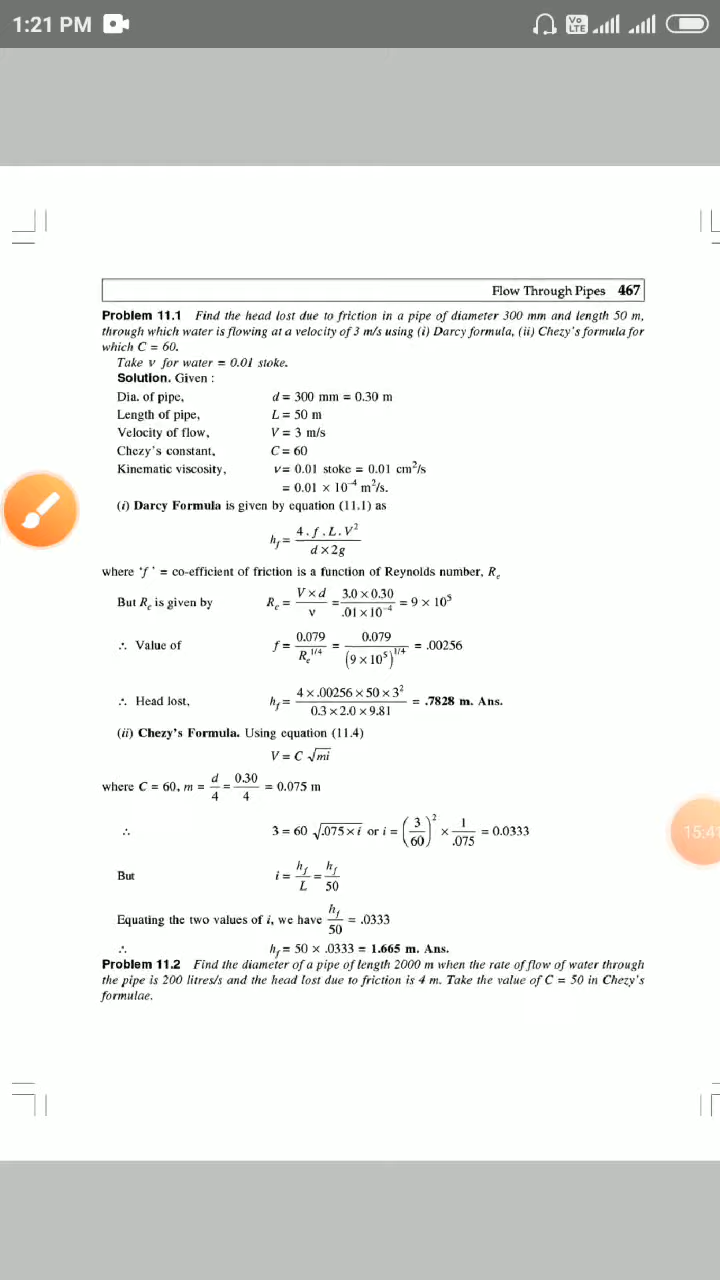 1:21 PM
Vo LTE
Flow Through Pipes 467
Problem 11.1 Find the head lost due to friction in a pipe of diameter 300 mm and length 50 m,
through which water is flowing at a velocity of 3 m/s using (i) Darcy formula, (ii) Chezy's formula for
which C = 60.
Take ν for water = 0.01 stoke.
Solution. Given :
Dia. of pipe, d = 300 mm = 0.30 m
Length of pipe, L = 50 m
Velocity of flow, V = 3 m/s
Chezy's constant, C = 60
Kinematic viscosity, ν = 0.01 stoke = 0.01 cm²/s
= 0.01 × 10⁻⁴ m²/s.
(i) Darcy Formula is given by equation (11.1) as
h_f = (4 . f . L . V²) / (d × 2g)
where 'f' = co-efficient of friction is a function of Reynolds number, R_e
But R_e is given by R_e = (V × d) / ν = (3.0 × 0.30) / (.01 × 10⁻⁴) = 9 × 10⁵
∴ Value of f = 0.079 / R_e^(1/4) = 0.079 / (9 × 10⁵)^(1/4) = .00256
∴ Head lost, h_f = (4 × .00256 × 50 × 3²) / (0.3 × 2.0 × 9.81) = .7828 m. Ans.
(ii) Chezy's Formula. Using equation (11.4)
V = C √mi
where C = 60, m = d/4 = 0.30/4 = 0.075 m
∴ 3 = 60 √.075 × i or i = (3/60)² × 1/.075 = 0.0333
But i = h_f/L = h_f/50
Equating the two values of i, we have h_f/50 = .0333
∴ h_f = 50 × .0333 = 1.665 m. Ans.
Problem 11.2 Find the diameter of a pipe of length 2000 m when the rate of flow of water through
the pipe is 200 litres/s and the head lost due to friction is 4 m. Take the value of C = 50 in Chezy's
formulae.